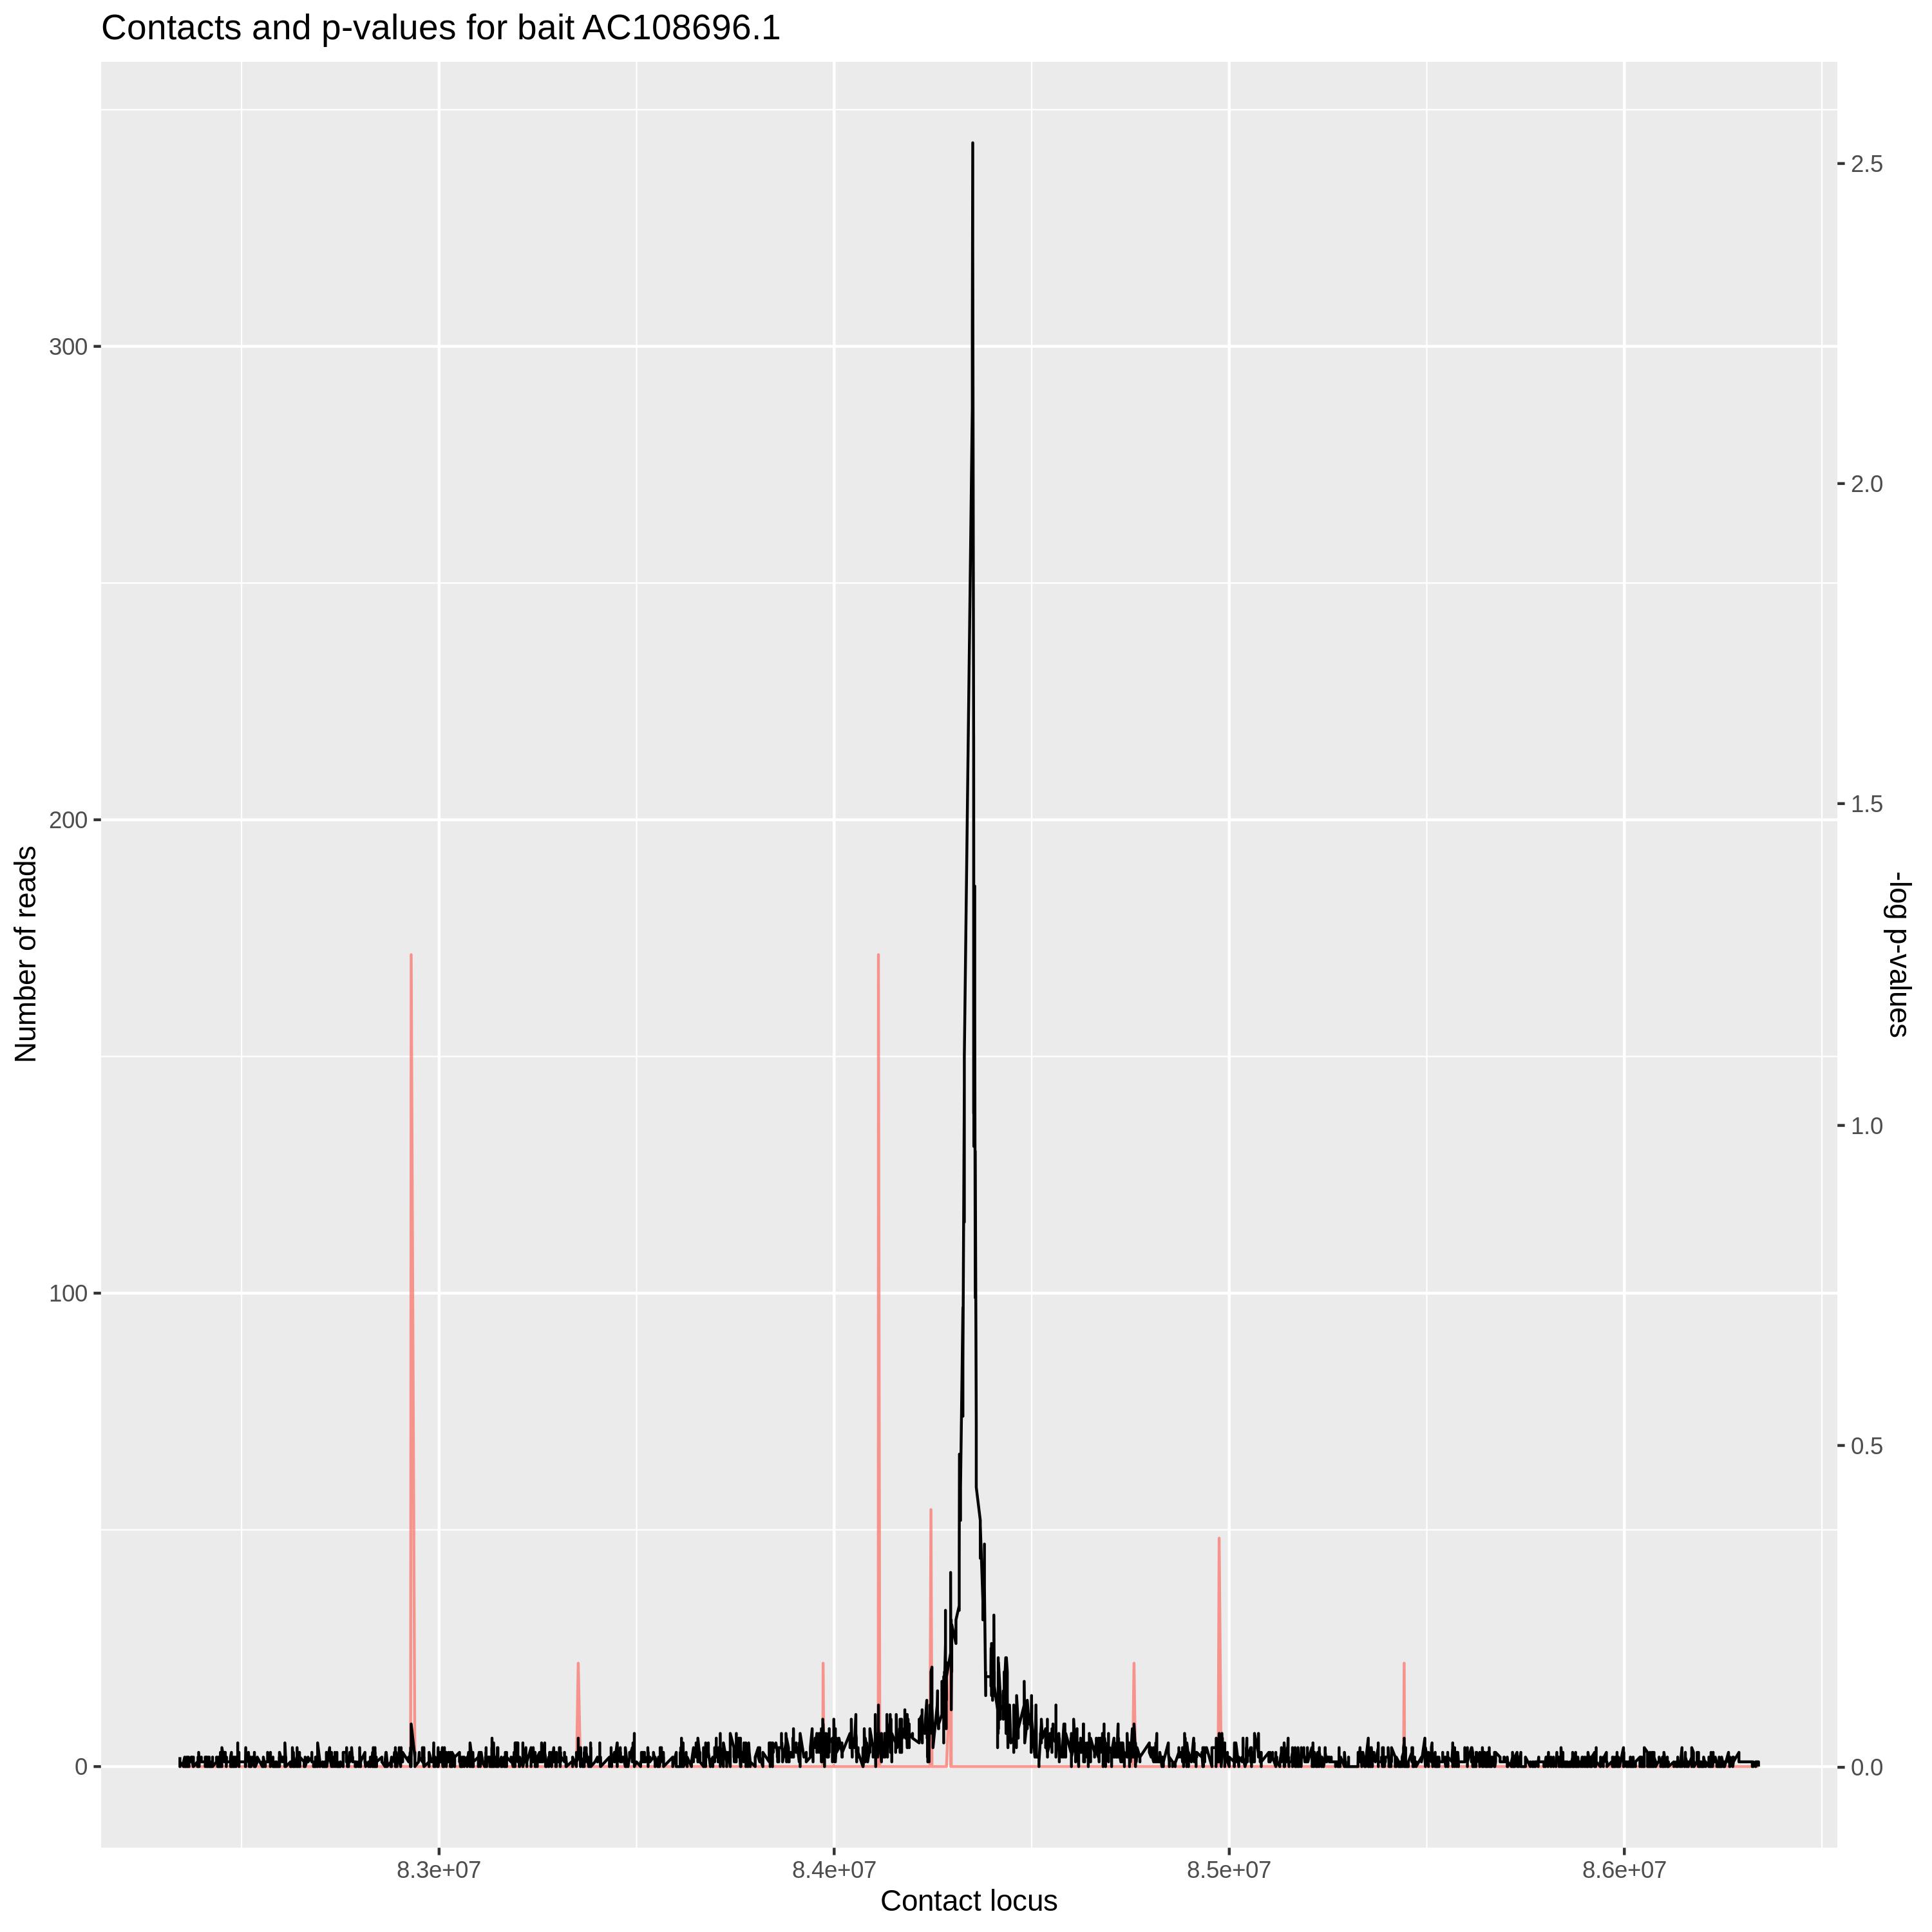 Contacts and p-values for bait AC108696.1
300
200
100
0
Number of reads
2.5
2.0
1.5
1.0
0.5
0.0
-log p-values
8.3e+07
8.4e+07
8.5e+07
8.6e+07
Contact locus